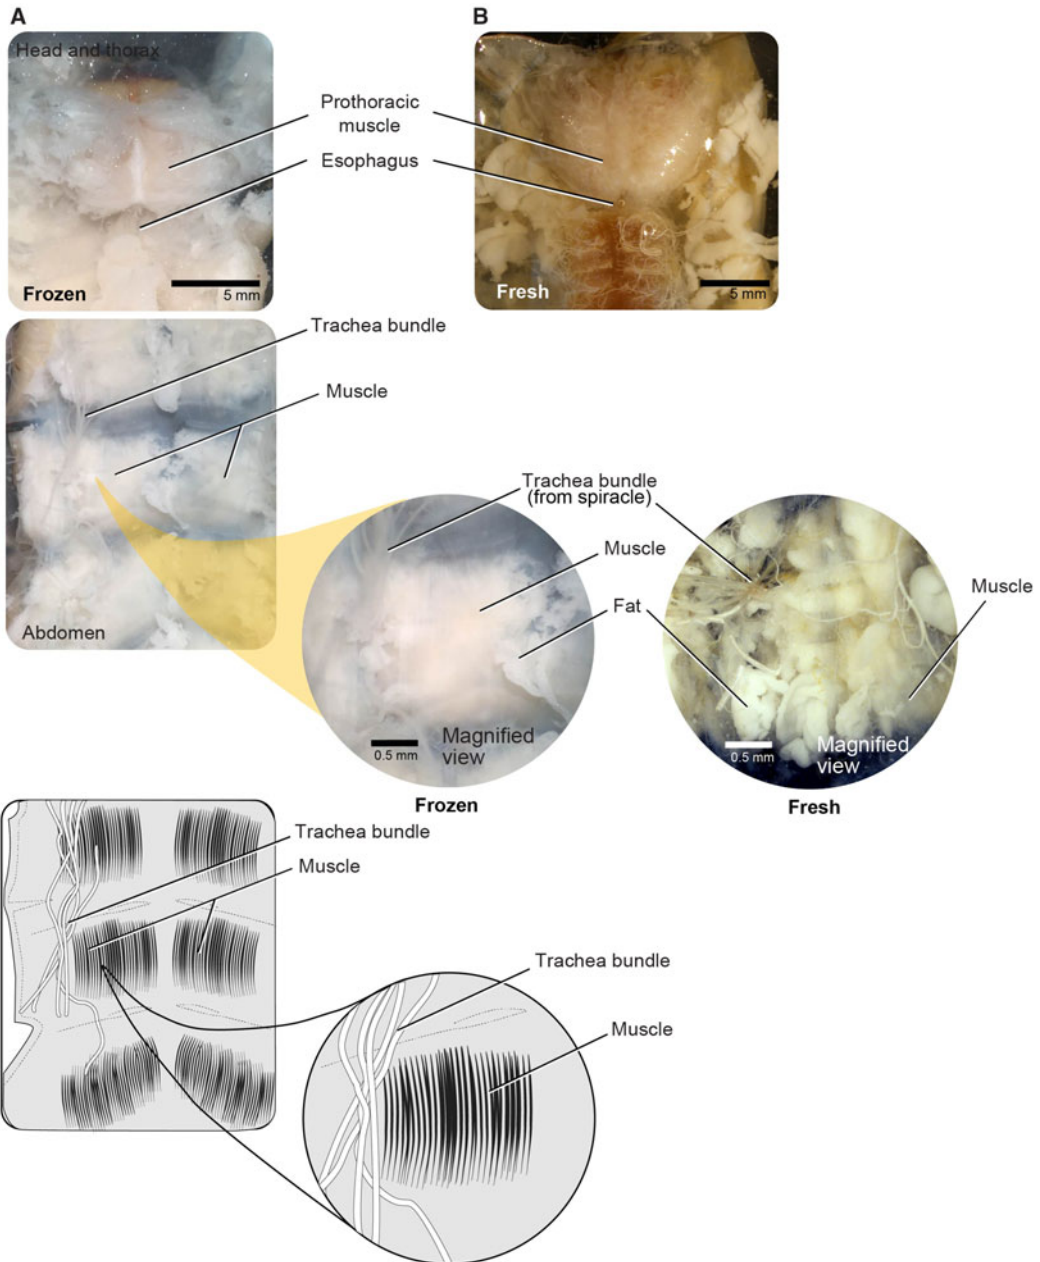 A
B
Head and thorax
Prothoracic
muscle
Esophagus
Frozen
5 mm
Fresh
5 mm
Trachea bundle
Muscle
Abdomen
Trachea bundle
(from spiracle)
Muscle
Fat
Muscle
0.5 mm
Magnified
view
0.5 mm
Magnified
view
Frozen
Fresh
Trachea bundle
Muscle
Trachea bundle
Muscle